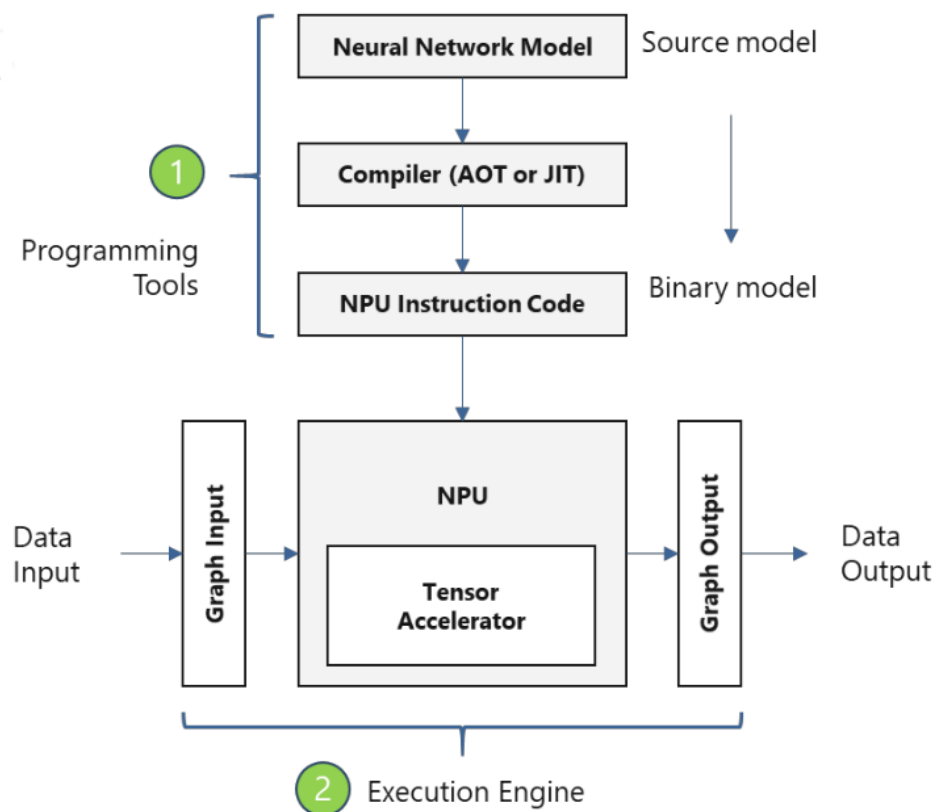 Neural Network Model
Source model
1
Compiler (AOT or JIT)
Programming
Tools
NPU Instruction Code
Binary model
Data
Input
Graph Input
NPU
Tensor
Accelerator
Graph Output
Data
Output
2
Execution Engine